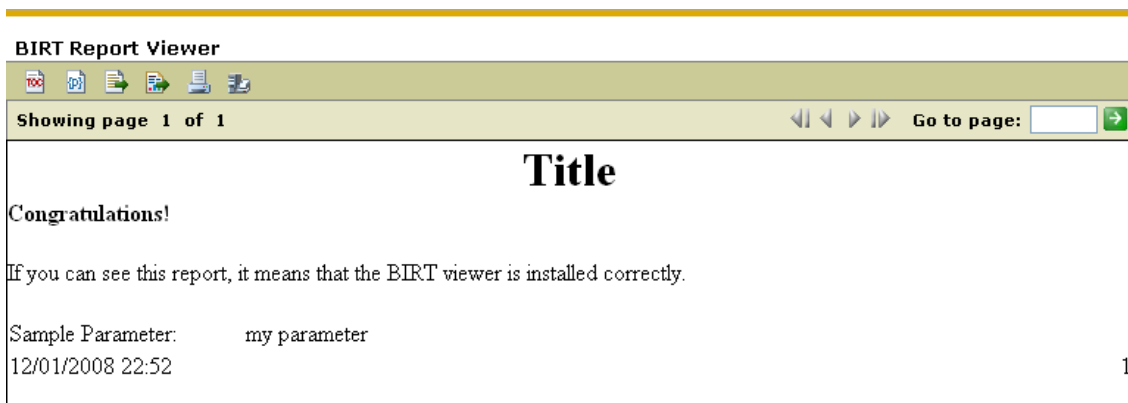 BIRT Report Viewer
TOC {p}
Showing page 1 of 1 Go to page:
Title
Congratulations!
If you can see this report, it means that the BIRT viewer is installed correctly.
Sample Parameter: my parameter
12/01/2008 22:52 1